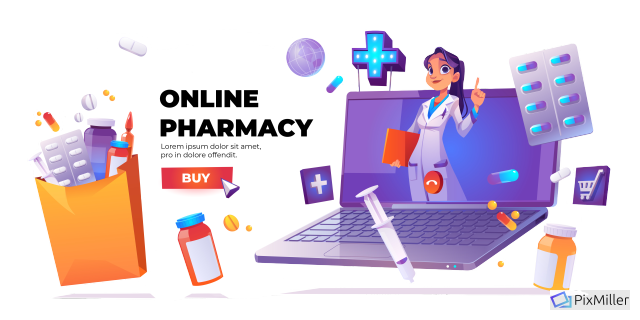 ONLINE
PHARMACY
Lorem ipsum dolor sit amet,
pro in dolore offendit.
BUY
PixMiller